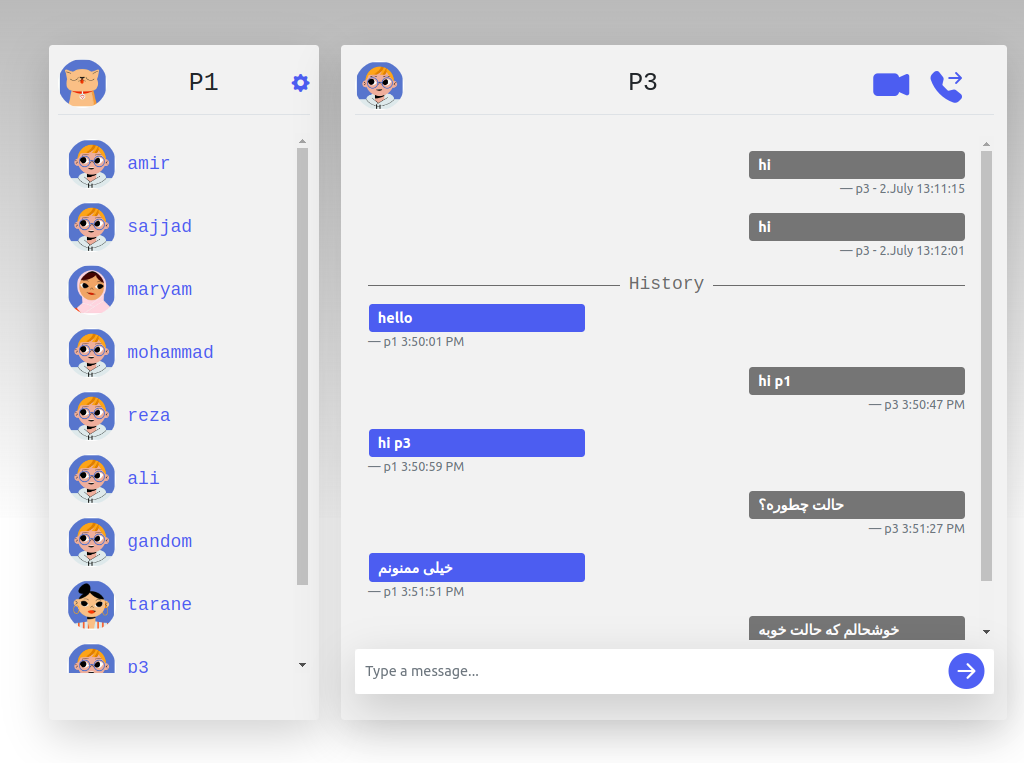 P1
amir
sajjad
maryam
mohammad
reza
ali
gandom
tarane
p3
P3
hi
— p3 - 2.July 13:11:15
hi
— p3 - 2.July 13:12:01
History
hello
— p1 3:50:01 PM
hi p1
— p3 3:50:47 PM
hi p3
— p1 3:50:59 PM
حالت چطوره؟
— p3 3:51:27 PM
خیلی ممنونم
— p1 3:51:51 PM
خوشحالم که حالت خوبه
Type a message...